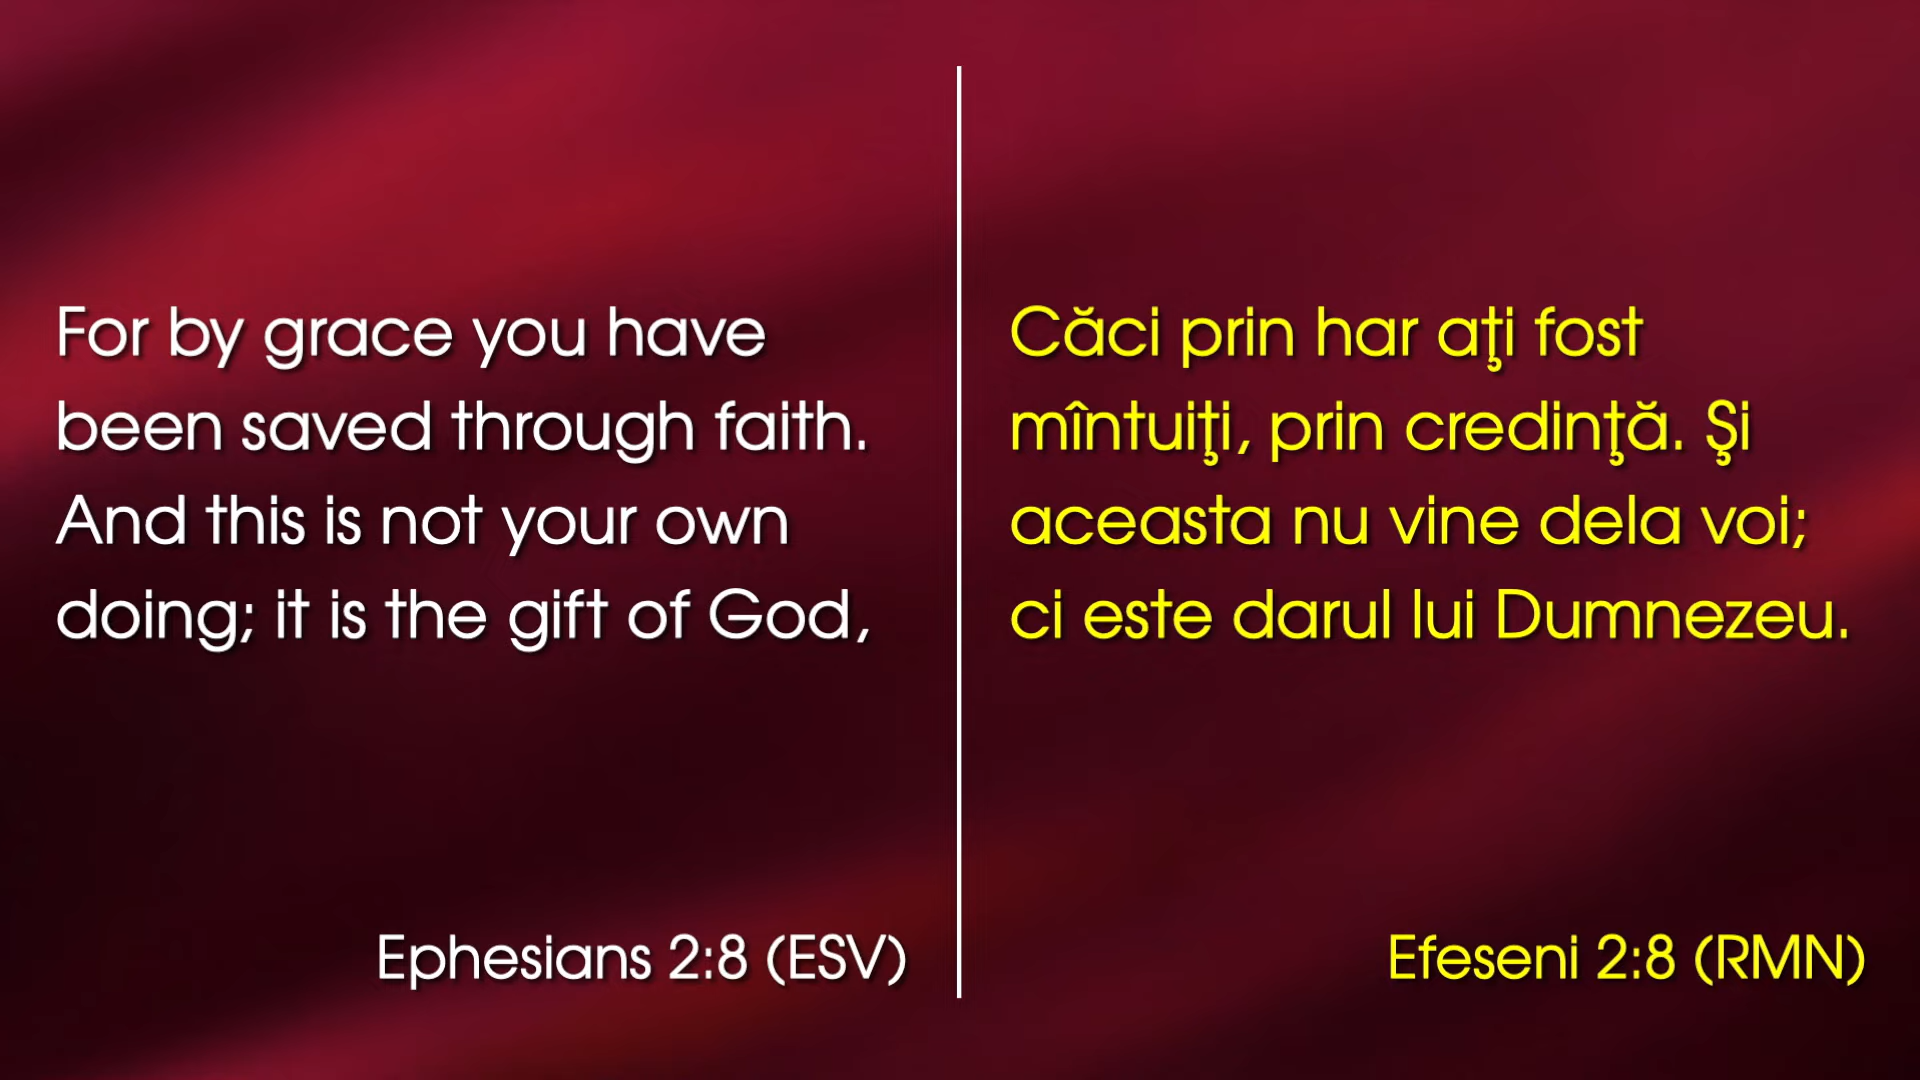 For by grace you have
been saved through faith.
And this is not your own
doing; it is the gift of God,
Ephesians 2:8 (ESV)
Căci prin har aţi fost
mîntuiţi, prin credinţă. Şi
aceasta nu vine dela voi;
ci este darul lui Dumnezeu.
Efeseni 2:8 (RMN)